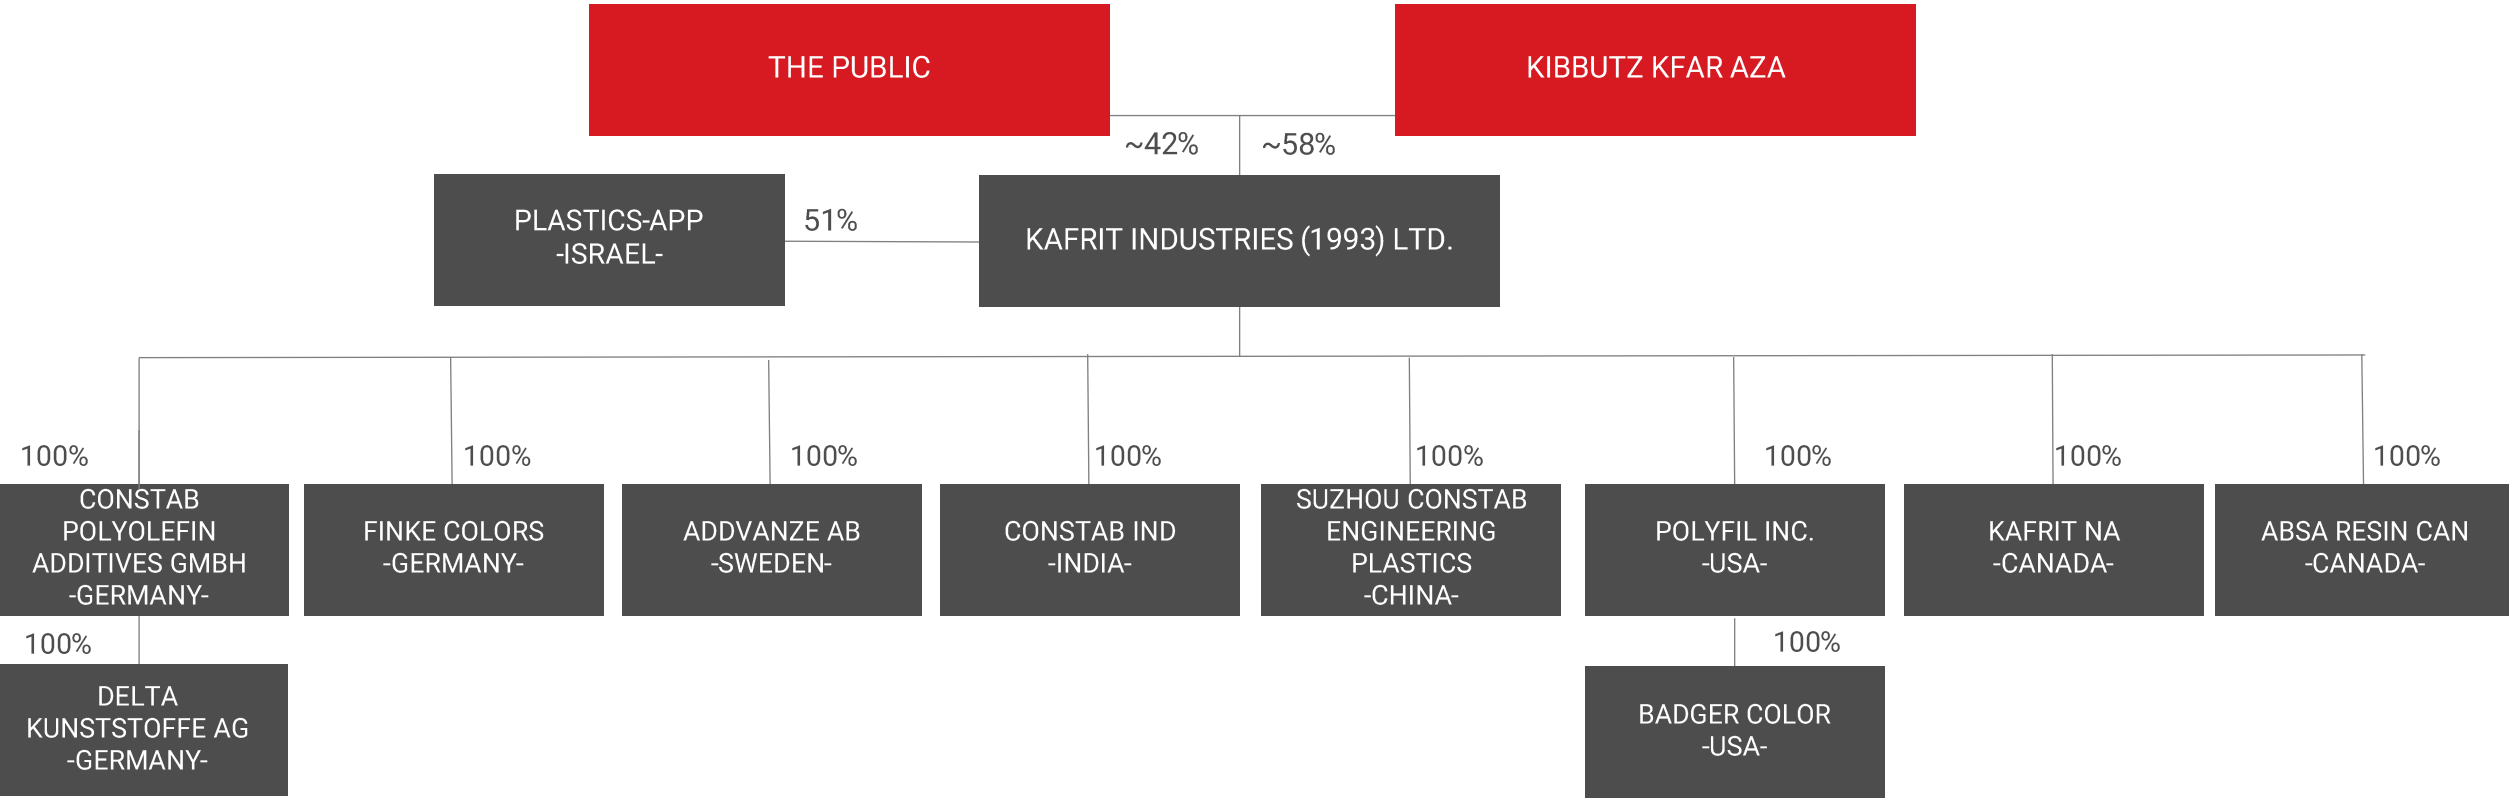 THE PUBLIC
KIBBUTZ KFAR AZA
~42%
~58%
PLASTICS-APP
-ISRAEL-
51%
KAFRIT INDUSTRIES (1993) LTD.
100%
100%
100%
100%
100%
100%
100%
100%
CONSTAB
POLYOLEFIN
ADDITIVES GMBH
-GERMANY-
FINKE COLORS
-GERMANY-
ADDVANZE AB
-SWEDEN-
CONSTAB IND
-INDIA-
SUZHOU CONSTAB
ENGINEERING
PLASTICS
-CHINA-
POLYFIL INC.
-USA-
KAFRIT NA
-CANADA-
ABSA RESIN CAN
-CANADA-
100%
100%
DELTA
KUNSTSTOFFE AG
-GERMANY-
BADGER COLOR
-USA-